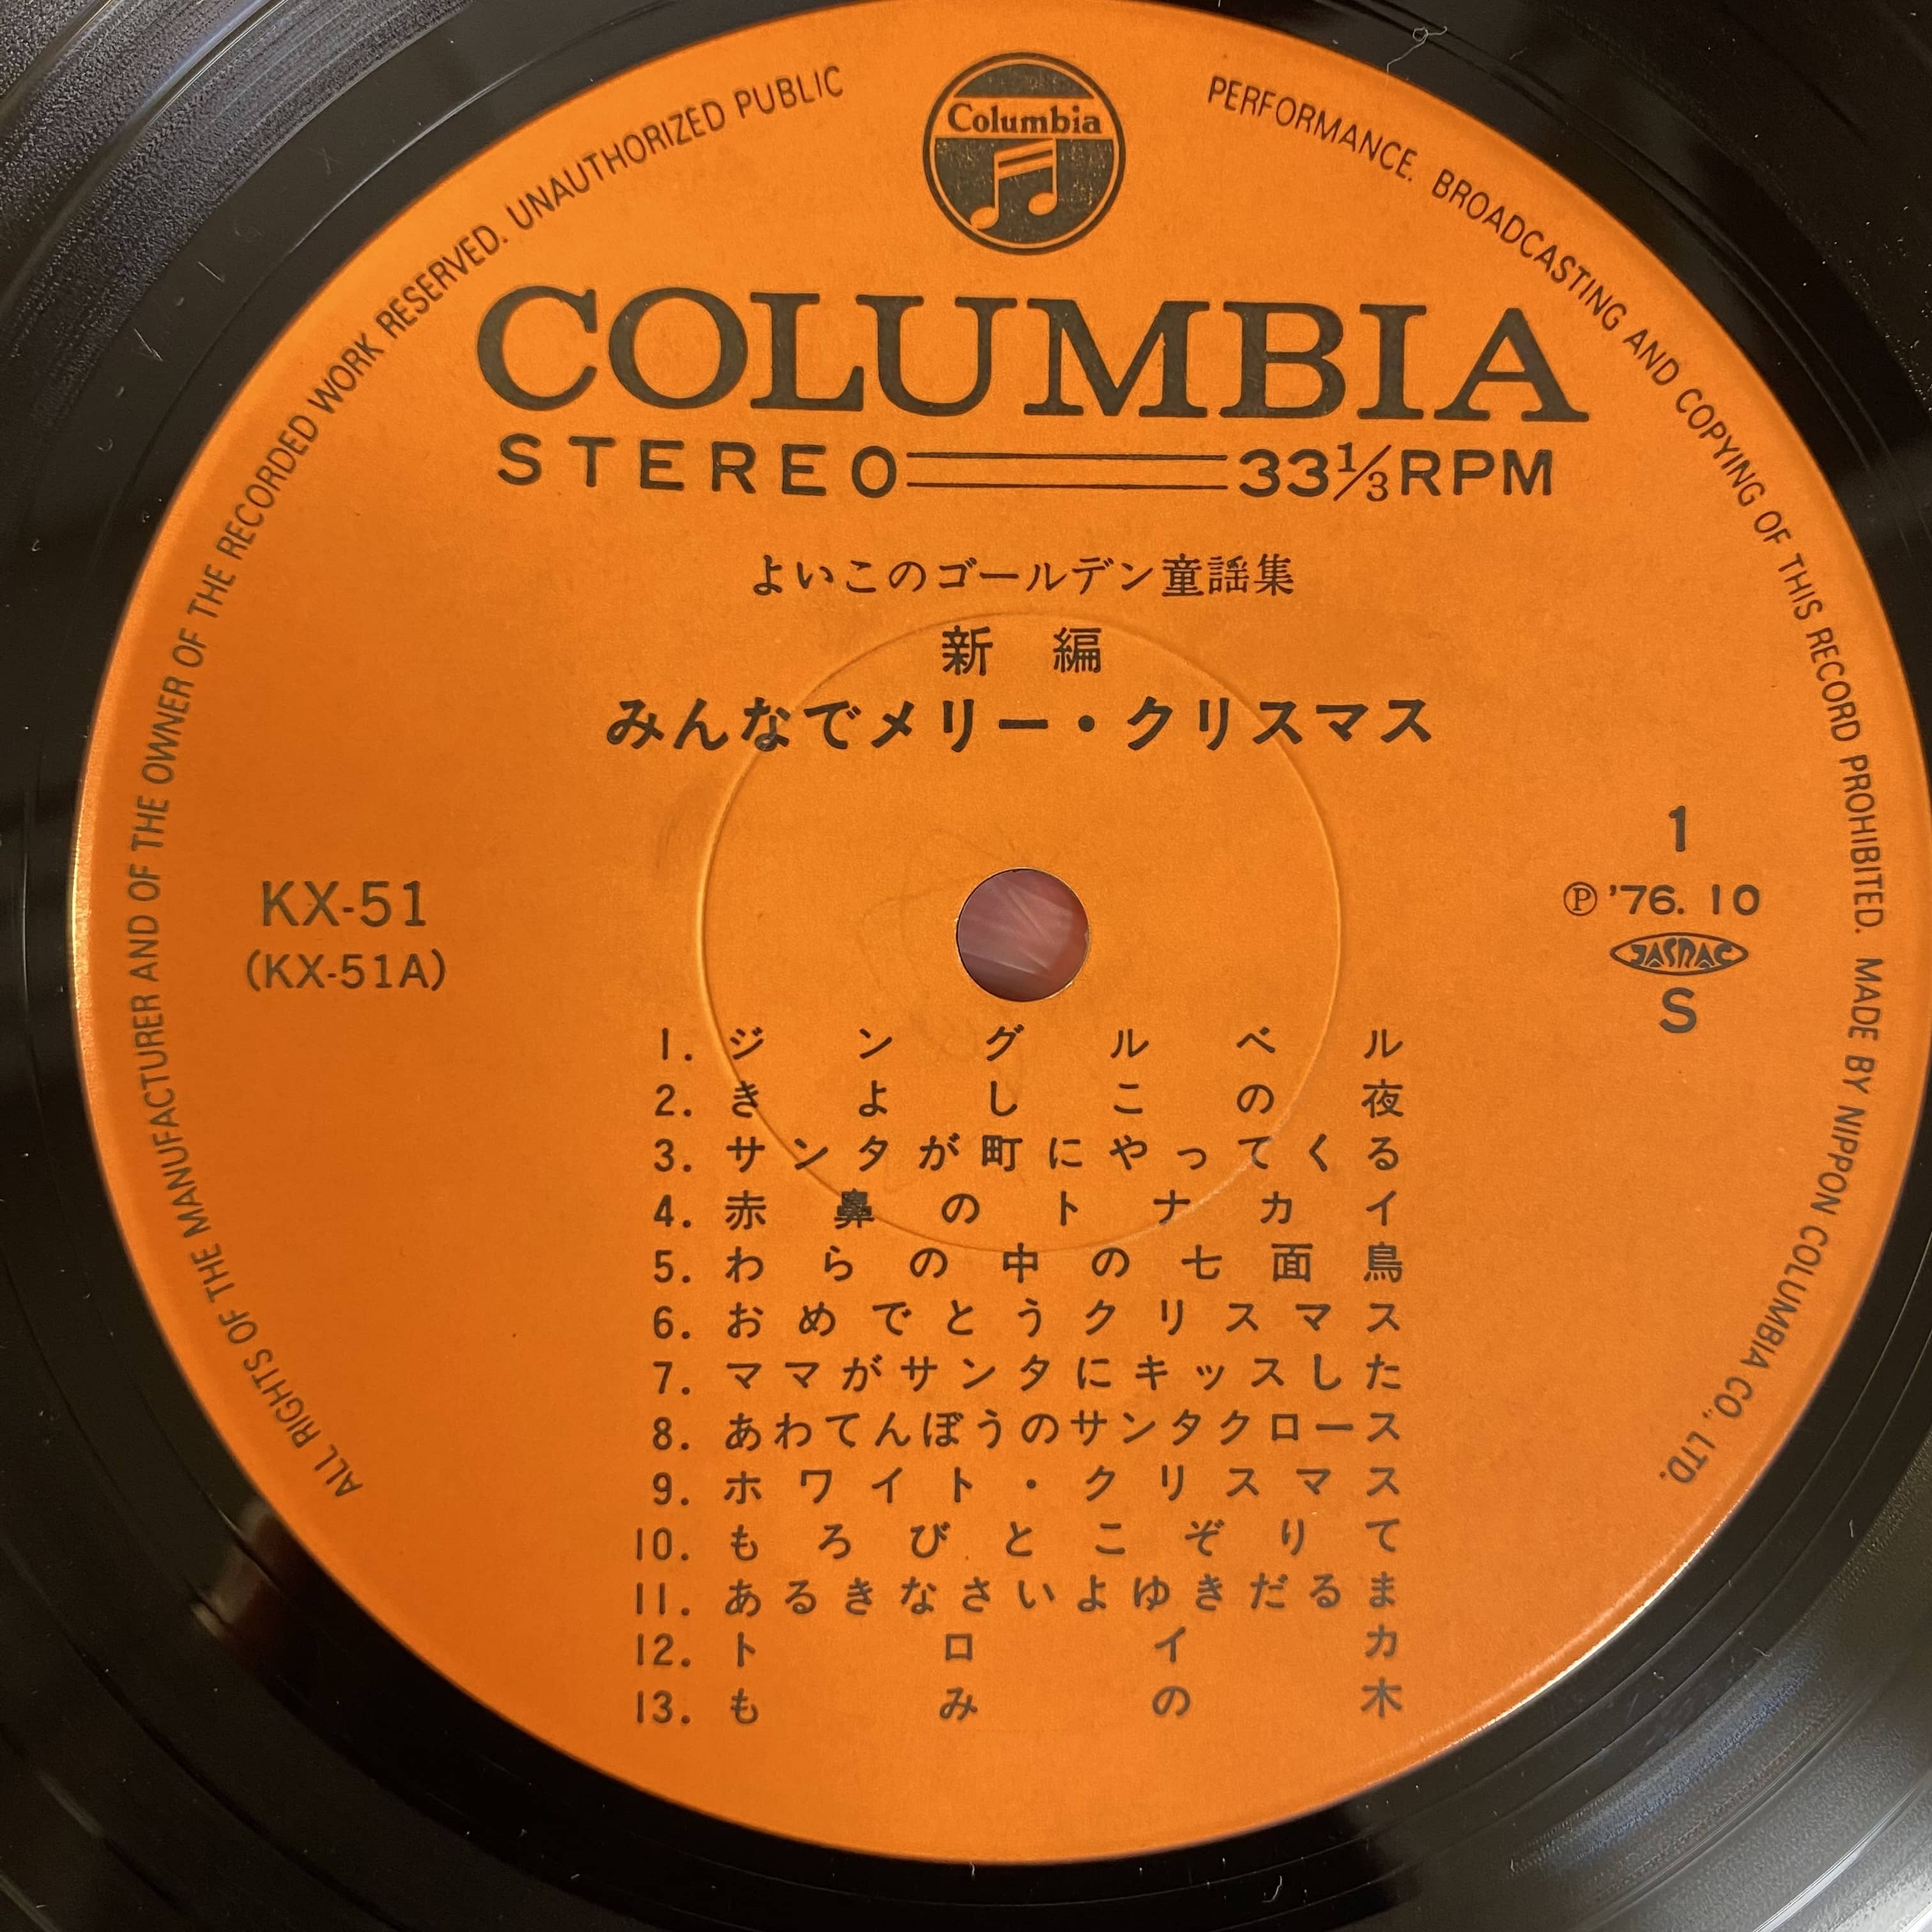 ALL RIGHTS OF THE MANUFACTURER AND OF THE OWNER OF THE RECORDED WORK RESERVED. UNAUTHORIZED PUBLIC PERFORMANCE. BROADCASTING AND COPYING OF THIS RECORD PROHIBITED. MADE BY NIPPON COLUMBIA CO., LTD.
Columbia
COLUMBIA
STEREO 33⅓RPM
よいこのゴールデン童謡集
新編
みんなでメリー・クリスマス
KX-51
(KX-51A)
1
Ⓟ'76.10
JASRAC
S
1. ジングルベル
2. きよしこの夜
3. サンタが町にやってくる
4. 赤鼻のトナカイ
5. わらの中の七面鳥
6. おめでとうクリスマス
7. ママがサンタにキッスした
8. あわてんぼうのサンタクロース
9. ホワイト・クリスマス
10. もろびとこぞりて
11. あるきなさいよゆきだるま
12. トロイカ
13. もみの木